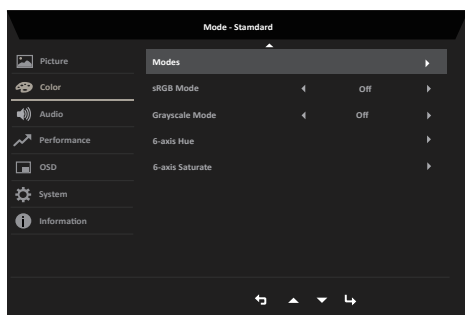 Mode - Stamdard
Picture
Modes
Color
sRGB Mode
Off
Audio
Grayscale Mode
Off
Performance
6-axis Hue
OSD
6-axis Saturate
System
Information